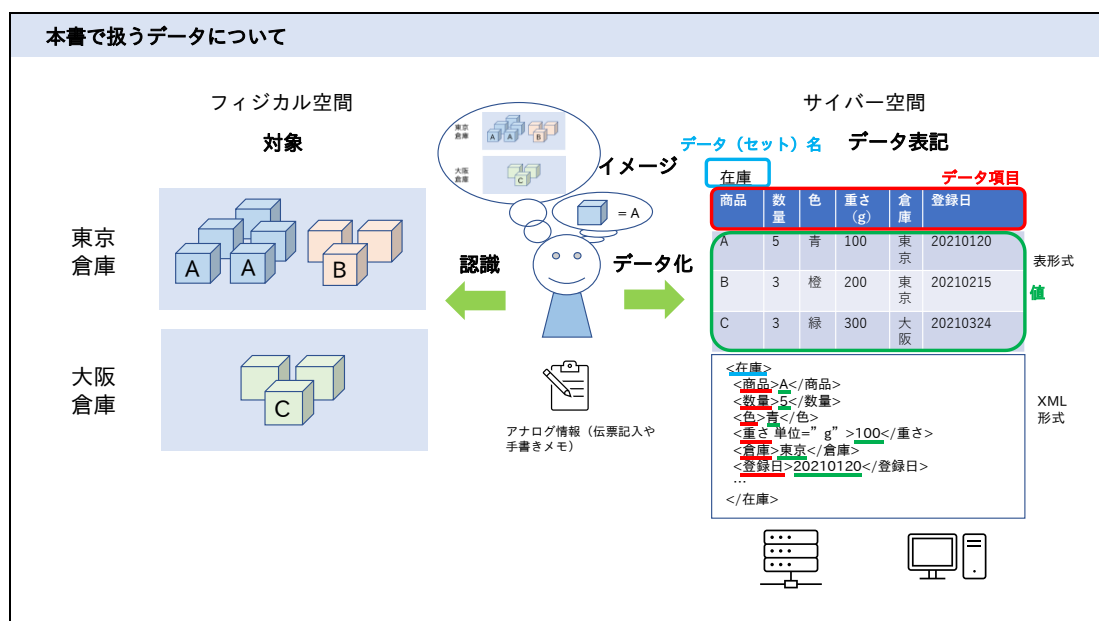 本書で扱うデータについて
フィジカル空間
対象
東京
倉庫
A
A
B
大阪
倉庫
C
東京
倉庫
A
A
B
大阪
倉庫
C
イメージ
= A
認識
データ化
アナログ情報（伝票記入や
手書きメモ）
サイバー空間
データ（セット）名
データ表記
在庫
データ項目
商品 数量 色 重さ（g） 倉庫 登録日
A 5 青 100 東京 20210120
B 3 橙 200 東京 20210215
C 3 緑 300 大阪 20210324
表形式
値
<在庫>
<商品>A</商品>
<数量>5</数量>
<色>青</色>
<重さ 単位=”g”>100</重さ>
<倉庫>東京</倉庫>
<登録日>20210120</登録日>
…
</在庫>
XML
形式